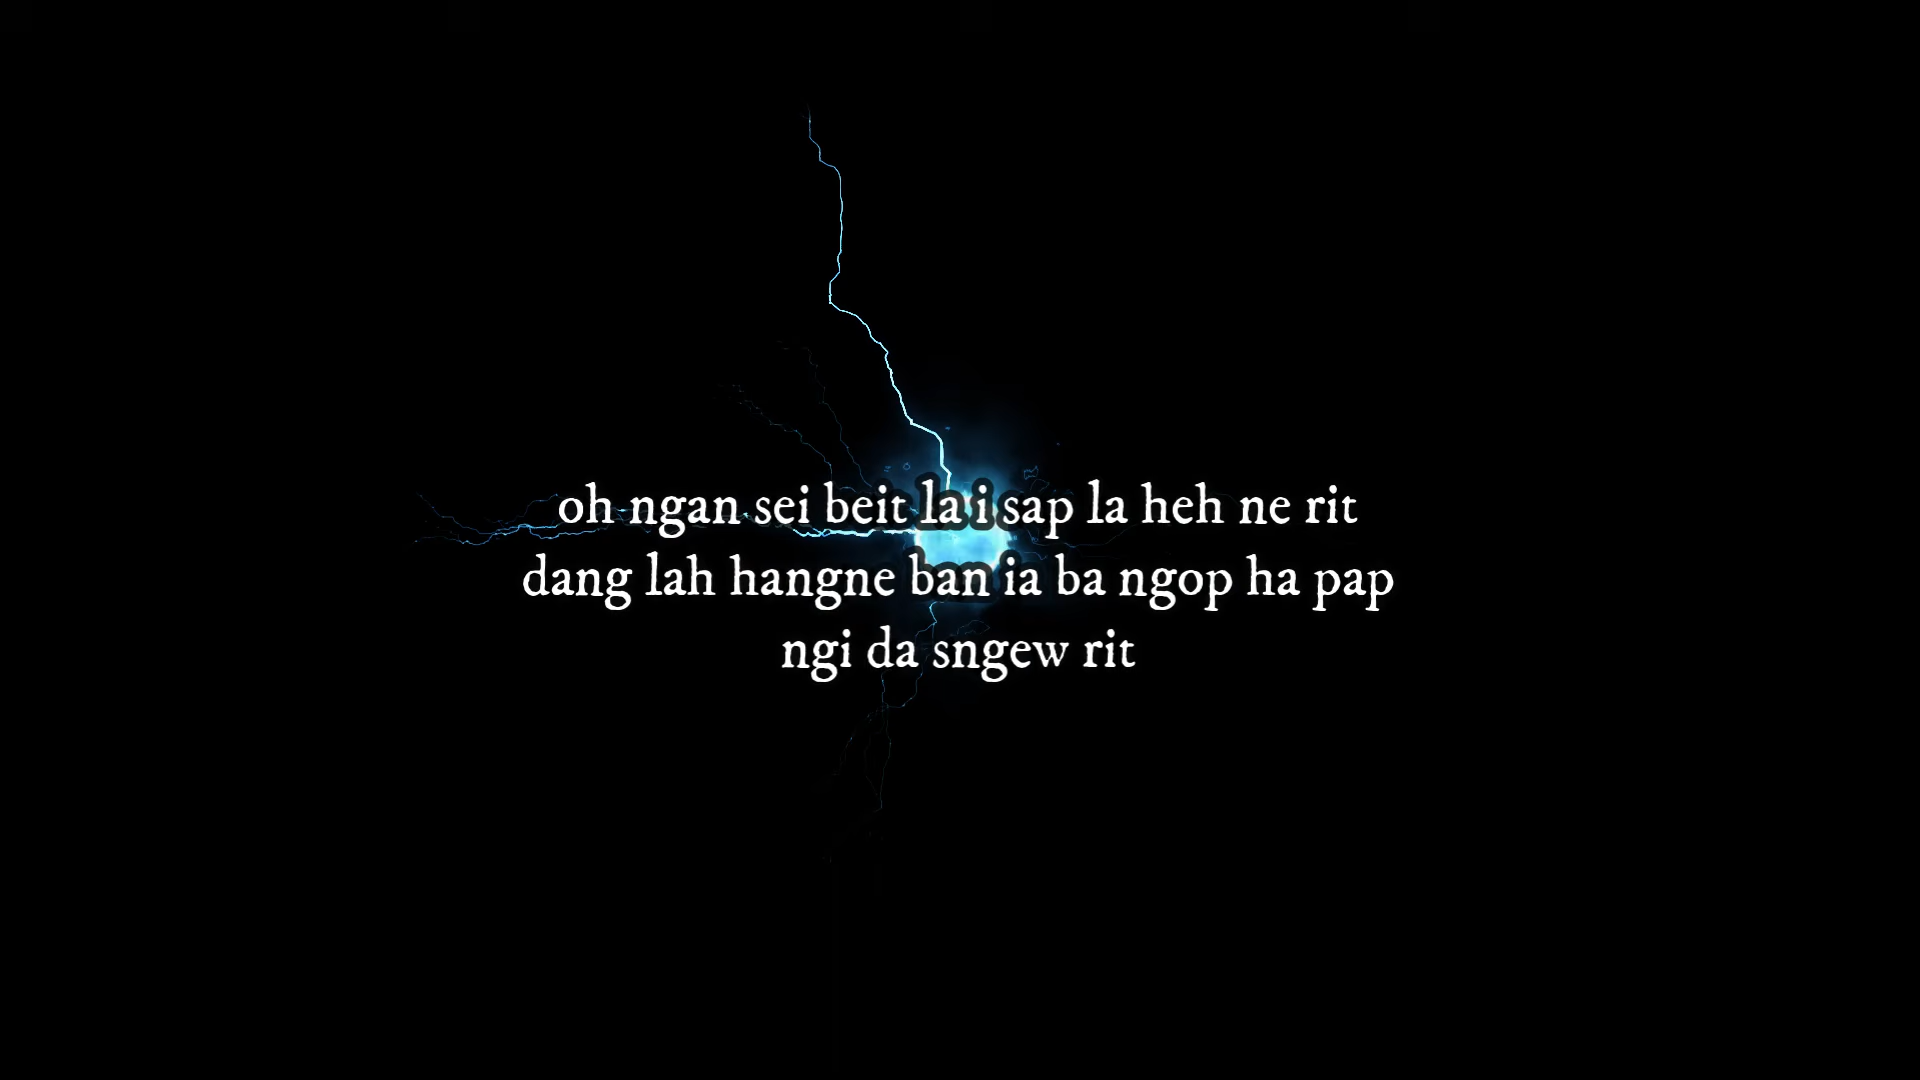 oh ngan sei beit la i sap la heh ne rit
dang lah hangne ban ia ba ngop ha pap
ngi da sngew rit